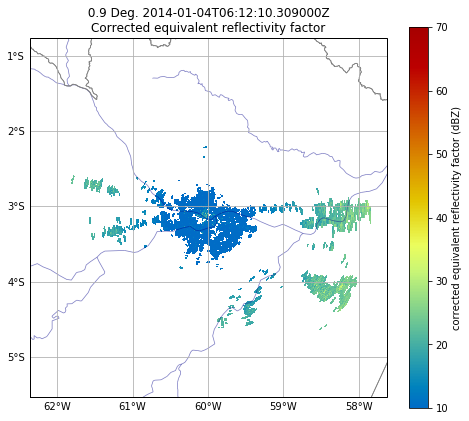 0.9 Deg. 2014-01-04T06:12:10.309000Z
Corrected equivalent reflectivity factor
1°S
2°S
3°S
4°S
5°S
62°W
61°W
60°W
59°W
58°W
70
60
50
40
30
20
10
corrected equivalent reflectivity factor (dBZ)